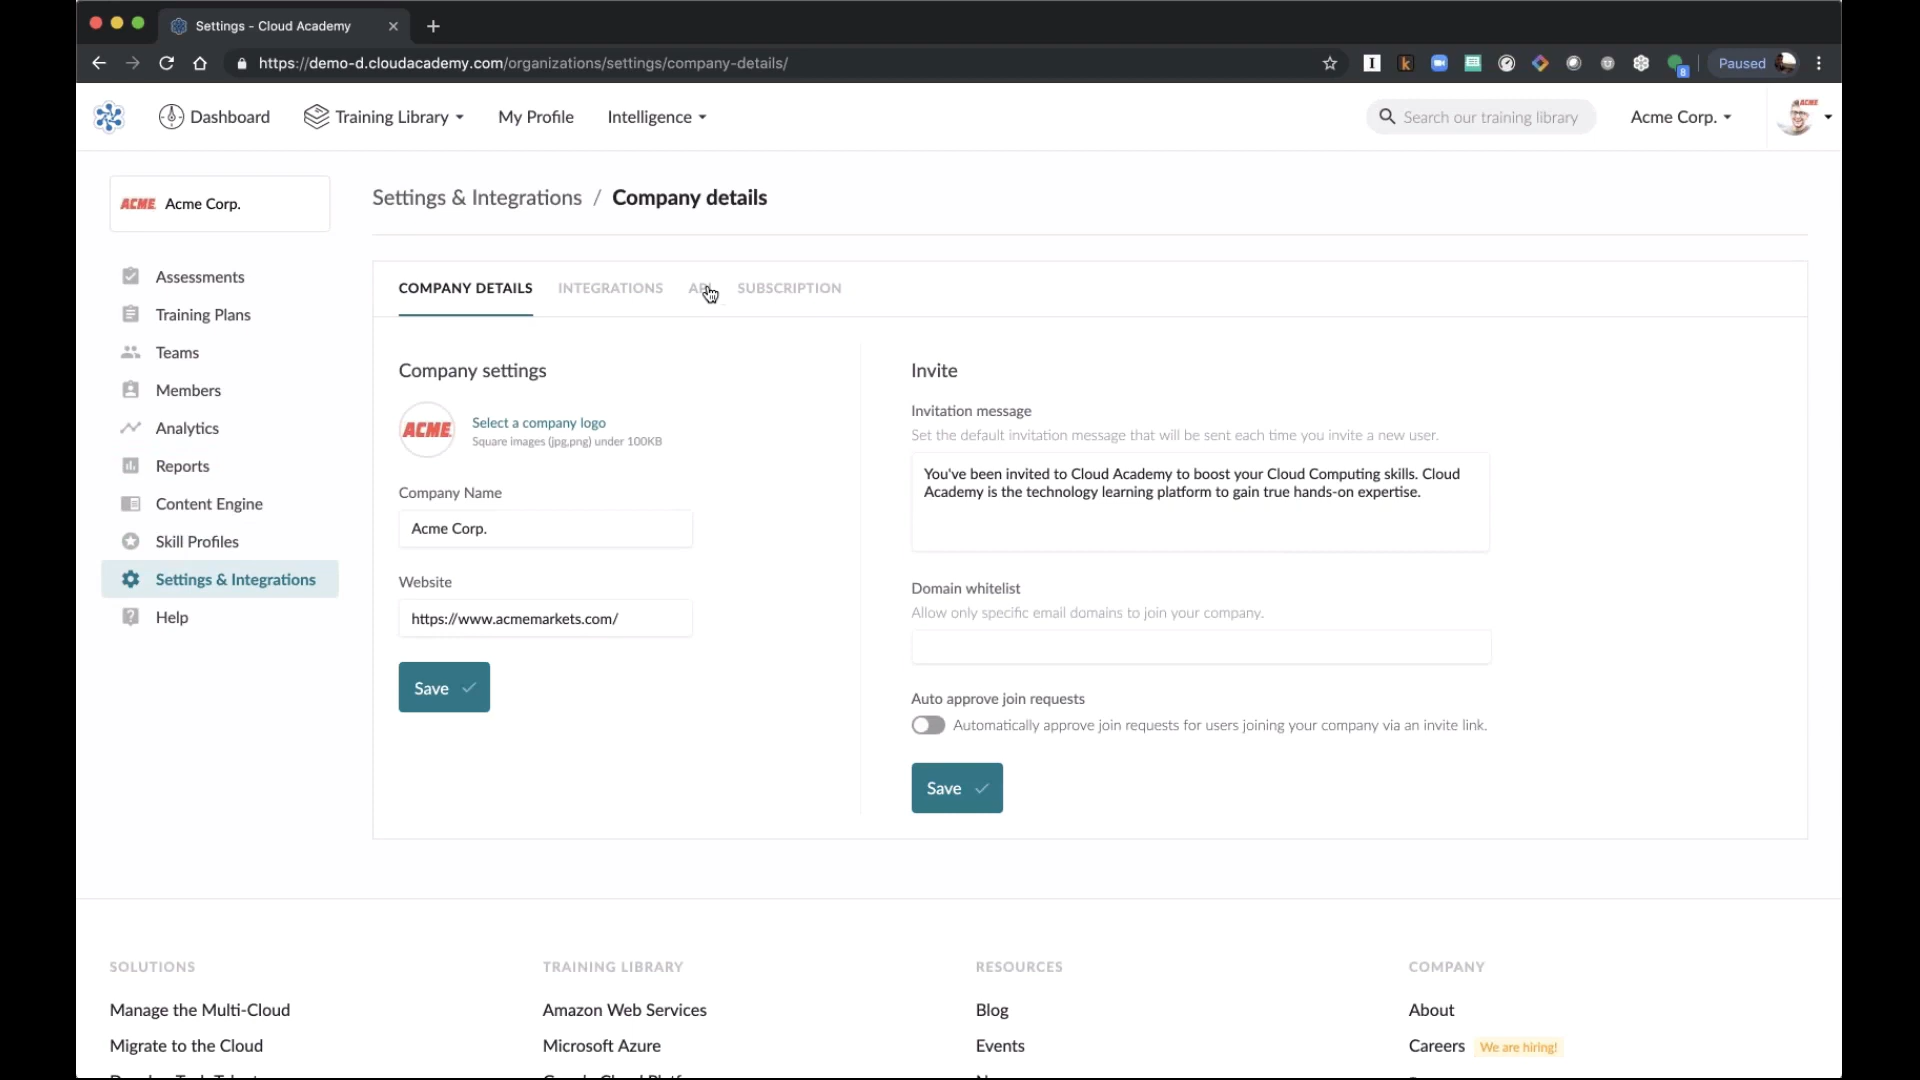 Settings - Cloud Academy
https://demo-d.cloudacademy.com/organizations/settings/company-details/
Paused
Dashboard
Training Library
My Profile
Intelligence
Search our training library
Acme Corp.
ACME
ACME Acme Corp.
Settings & Integrations / Company details
Assessments
Training Plans
Teams
Members
Analytics
Reports
Content Engine
Skill Profiles
Settings & Integrations
Help
COMPANY DETAILS
INTEGRATIONS
SUBSCRIPTION
Company settings
ACME
Select a company logo
Square images (jpg,png) under 100KB
Company Name
Acme Corp.
Website
https://www.acmemarkets.com/
Save
Invite
Invitation message
Set the default invitation message that will be sent each time you invite a new user.
You've been invited to Cloud Academy to boost your Cloud Computing skills. Cloud
Academy is the technology learning platform to gain true hands-on expertise.
Domain whitelist
Allow only specific email domains to join your company.
Auto approve join requests
Automatically approve join requests for users joining your company via an invite link.
Save
SOLUTIONS
Manage the Multi-Cloud
Migrate to the Cloud
TRAINING LIBRARY
Amazon Web Services
Microsoft Azure
RESOURCES
Blog
Events
COMPANY
About
Careers We are hiring!